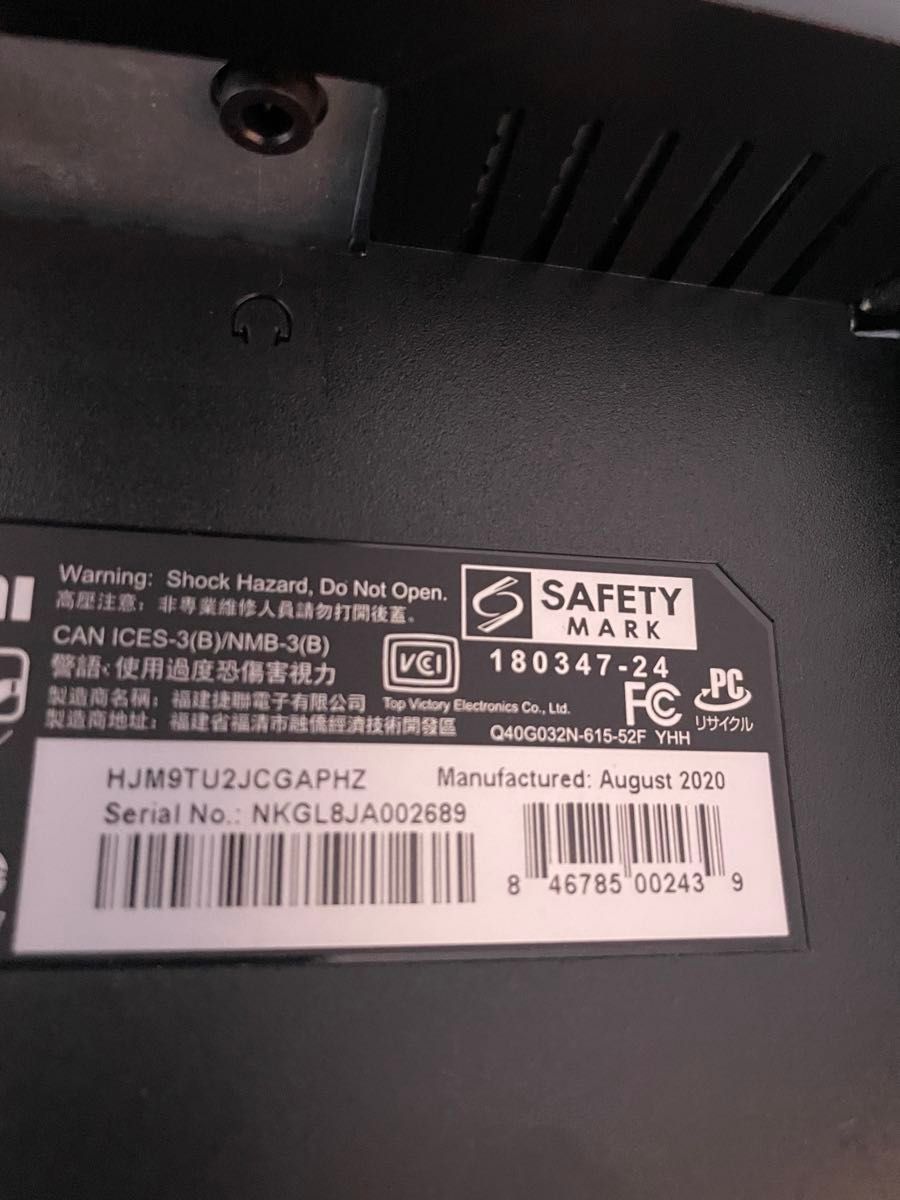 Warning: Shock Hazard, Do Not Open.
高壓注意: 非專業維修人員請勿打開後蓋。
CAN ICES-3(B)/NMB-3(B)
警語: 使用過度恐傷害視力
製造商名稱: 福建捷聯電子有限公司
製造商地址: 福建省福清市融僑經濟技術開發區
VCCI
Top Victory Electronics Co., Ltd.
SAFETY
MARK
180347-24
FC
PC
リサイクル
Q40G032N-615-52F YHH
HJM9TU2JCGAPHZ
Manufactured: August 2020
Serial No.: NKGL8JA002689
8 46785 00243 9